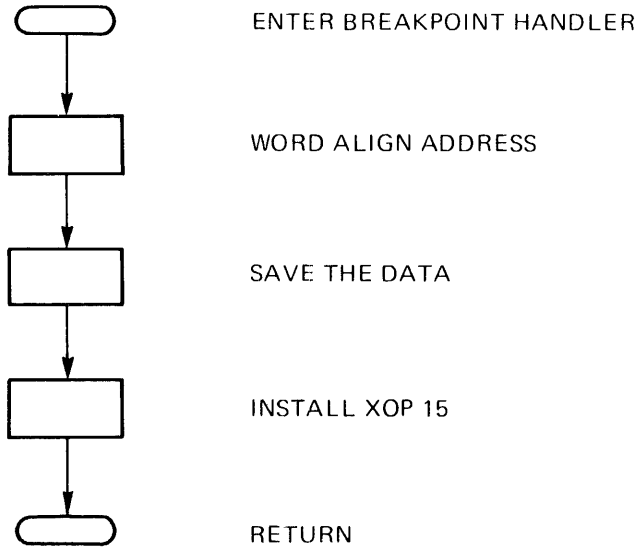 ENTER BREAKPOINT HANDLER
WORD ALIGN ADDRESS
SAVE THE DATA
INSTALL XOP 15
RETURN